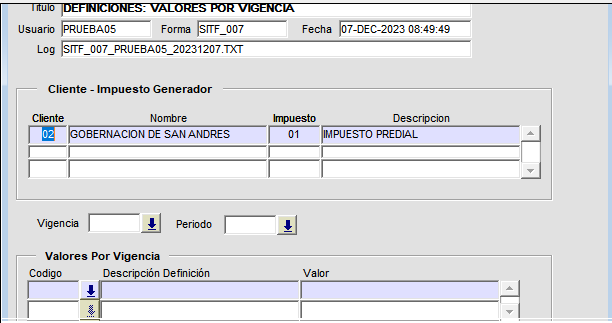 Titulo DEFINICIONES: VALORES POR VIGENCIA
Usuario PRUEBA05 Forma SITF_007 Fecha 07-DEC-2023 08:49:49
Log SITF_007_PRUEBA05_20231207.TXT
Cliente - Impuesto Generador
Cliente Nombre Impuesto Descripcion
02 GOBERNACION DE SAN ANDRES 01 IMPUESTO PREDIAL
Vigencia Periodo
Valores Por Vigencia
Codigo Descripción Definición Valor